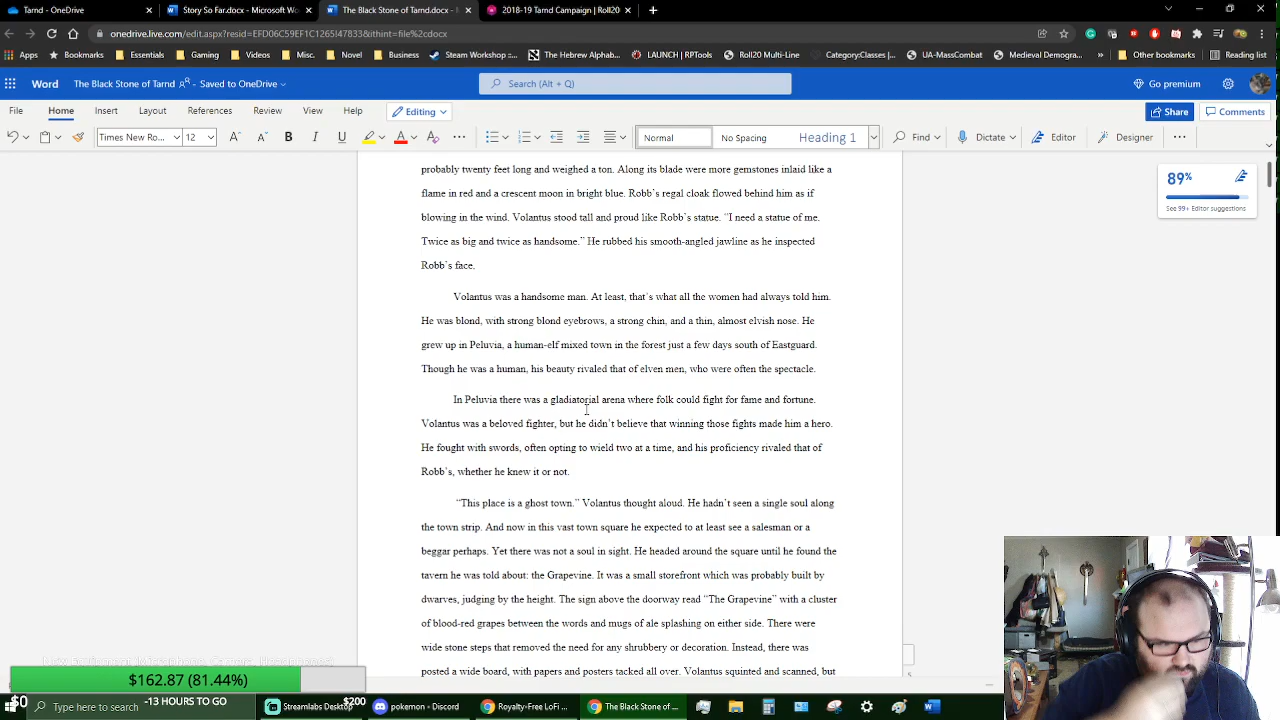 Tarnd - OneDrive
Story So Far.docx - Microsoft Wo
The Black Stone of Tarnd.docx -
2018-19 Tarnd Campaign | Roll20
onedrive.live.com/edit.aspx?resid=EFD06C59EF1C1265!47833&ithint=file%2cdocx
Apps
Bookmarks
Essentials
Gaming
Videos
Music
Novel
Business
Steam Workshop ::...
The Hebrew Alphab...
LAUNCH | RPTools
Roll20 Multi-Line
Category:Classes |...
UA-MassCombat
Medieval Demogra...
Other bookmarks
Reading list
Word
The Black Stone of Tarnd - Saved to OneDrive
Search (Alt + Q)
Go premium
File
Home
Insert
Layout
References
Review
View
Help
Editing
Share
Comments
Times New Ro...
12
B
I
U
Normal
No Spacing
Heading 1
Find
Dictate
Editor
Designer
89%
See 99+ Editor suggestions
probably twenty feet long and weighed a ton. Along its blade were more gemstones inlaid like a
flame in red and a crescent moon in bright blue. Robb's regal cloak flowed behind him as if
blowing in the wind. Volantus stood tall and proud like Robb's statue. “I need a statue of me.
Twice as big and twice as handsome.” He rubbed his smooth-angled jawline as he inspected
Robb's face.
Volantus was a handsome man. At least, that's what all the women had always told him.
He was blond, with strong blond eyebrows, a strong chin, and a thin, almost elvish nose. He
grew up in Peluvia, a human-elf mixed town in the forest just a few days south of Eastguard.
Though he was a human, his beauty rivaled that of elven men, who were often the spectacle.
In Peluvia there was a gladiatorial arena where folk could fight for fame and fortune.
Volantus was a beloved fighter, but he didn't believe that winning those fights made him a hero.
He fought with swords, often opting to wield two at a time, and his proficiency rivaled that of
Robb's, whether he knew it or not.
“This place is a ghost town.” Volantus thought aloud. He hadn't seen a single soul along
the town strip. And now in this vast town square he expected to at least see a salesman or a
beggar perhaps. Yet there was not a soul in sight. He headed around the square until he found the
tavern he was told about: the Grapevine. It was a small storefront which was probably built by
dwarves, judging by the height. The sign above the doorway read “The Grapevine” with a cluster
of blood-red grapes between the words and mugs of ale splashing on either side. There were
wide stone steps that removed the need for any shrubbery or decoration. Instead, there was
posted a wide board, with papers and posters tacked all over. Volantus squinted and scanned, but
$162.87 (81.44%)
$0
-13 HOURS TO GO
$200
Type here to search
Streamlabs Desktop
pokemon • Discord
Royalty-Free LoFi ...
The Black Stone of ...